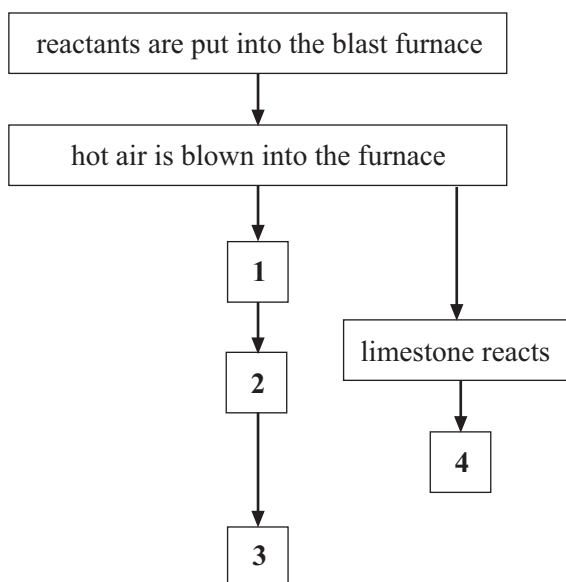 reactants are put into the blast furnace
hot air is blown into the furnace
1
2
limestone reacts
4
3